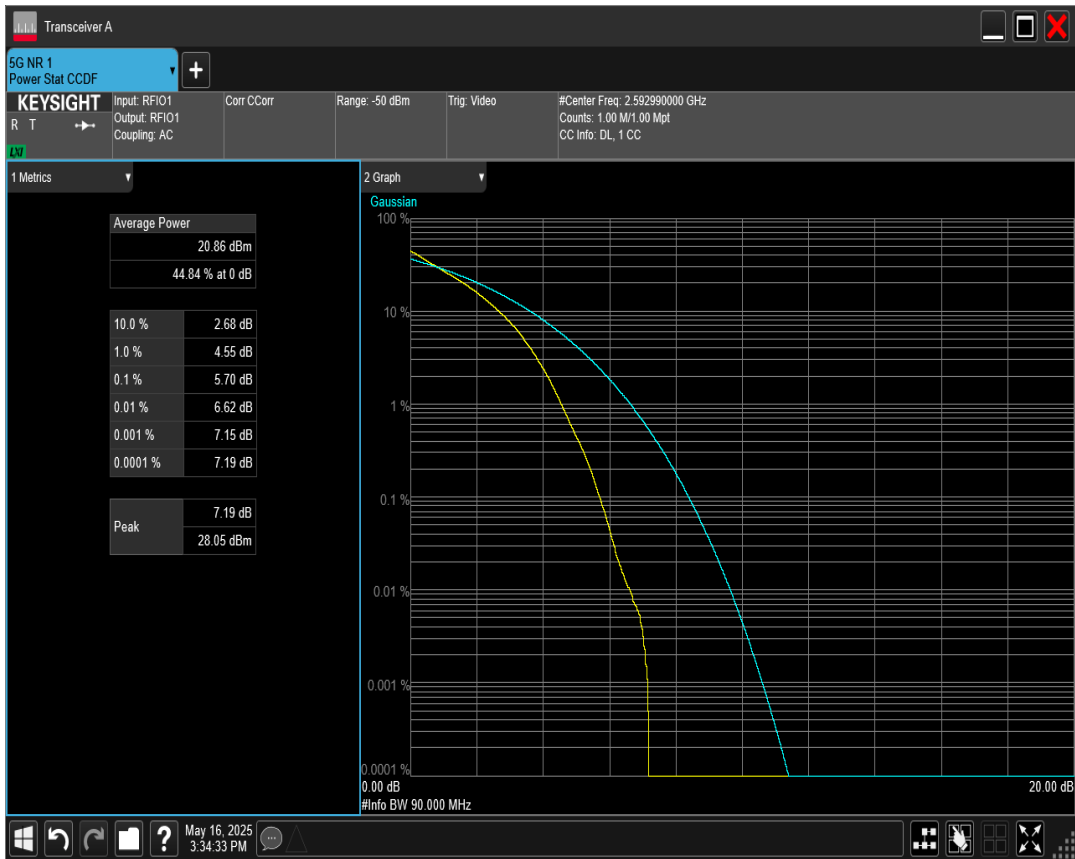 Transceiver A
5G NR 1
Power Stat CCDF
+
KEYSIGHT
R T
LXI
Input: RFIO1
Output: RFIO1
Coupling: AC
Corr CCorr
Range: -50 dBm
Trig: Video
#Center Freq: 2.592990000 GHz
Counts: 1.00 M/1.00 Mpt
CC Info: DL, 1 CC
1 Metrics
Average Power
20.86 dBm
44.84 % at 0 dB
10.0 % 2.68 dB
1.0 % 4.55 dB
0.1 % 5.70 dB
0.01 % 6.62 dB
0.001 % 7.15 dB
0.0001 % 7.19 dB
Peak 7.19 dB
28.05 dBm
2 Graph
Gaussian
100 %
10 %
1 %
0.1 %
0.01 %
0.001 %
0.0001 %
0.00 dB 20.00 dB
#Info BW 90.000 MHz
?
May 16, 2025
3:34:33 PM